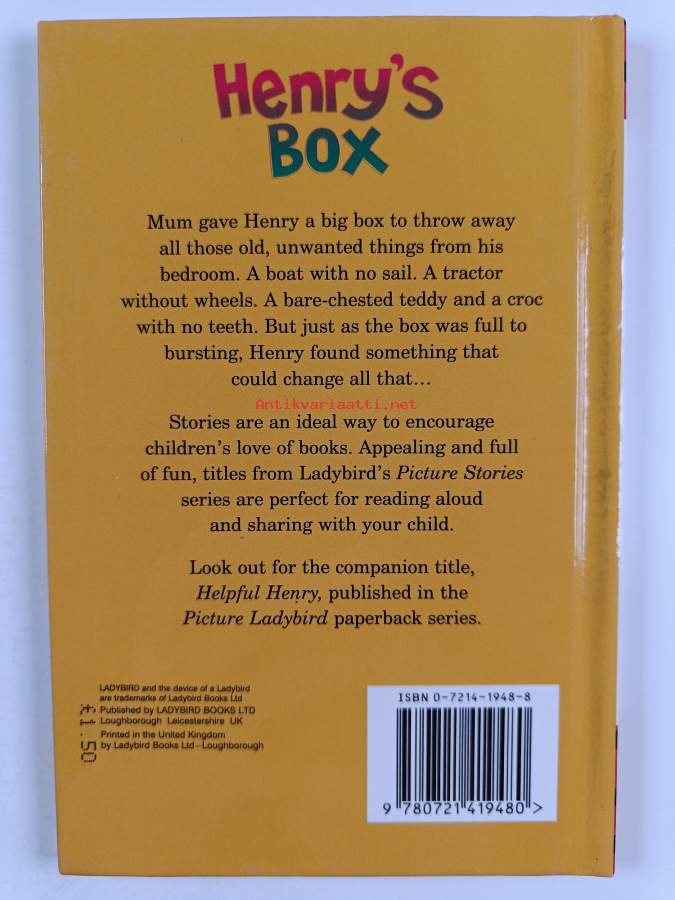 Henry's
BOX
Mum gave Henry a big box to throw away
all those old, unwanted things from his
bedroom. A boat with no sail. A tractor
without wheels. A bare-chested teddy and a croc
with no teeth. But just as the box was full to
bursting, Henry found something that
could change all that...
Antikvariaatti.net
Stories are an ideal way to encourage
children's love of books. Appealing and full
of fun, titles from Ladybird's Picture Stories
series are perfect for reading aloud
and sharing with your child.
Look out for the companion title,
Helpful Henry, published in the
Picture Ladybird paperback series.
LADYBIRD and the device of a Ladybird
are trademarks of Ladybird Books Ltd
Published by LADYBIRD BOOKS LTD
Loughborough Leicestershire UK
Printed in the United Kingdom
by Ladybird Books Ltd – Loughborough
ISBN 0-7214-1948-8
9 780721 419480 >